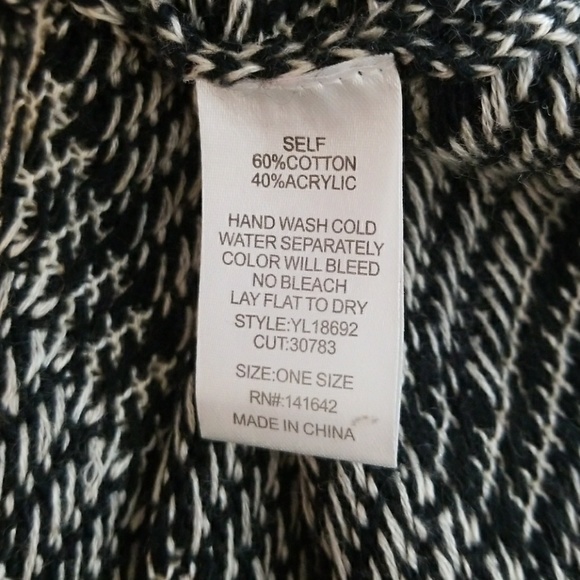 SELF
60%COTTON
40%ACRYLIC
HAND WASH COLD
WATER SEPARATELY
COLOR WILL BLEED
NO BLEACH
LAY FLAT TO DRY
STYLE:YL18692
CUT:30783
SIZE:ONE SIZE
RN#:141642
MADE IN CHINA